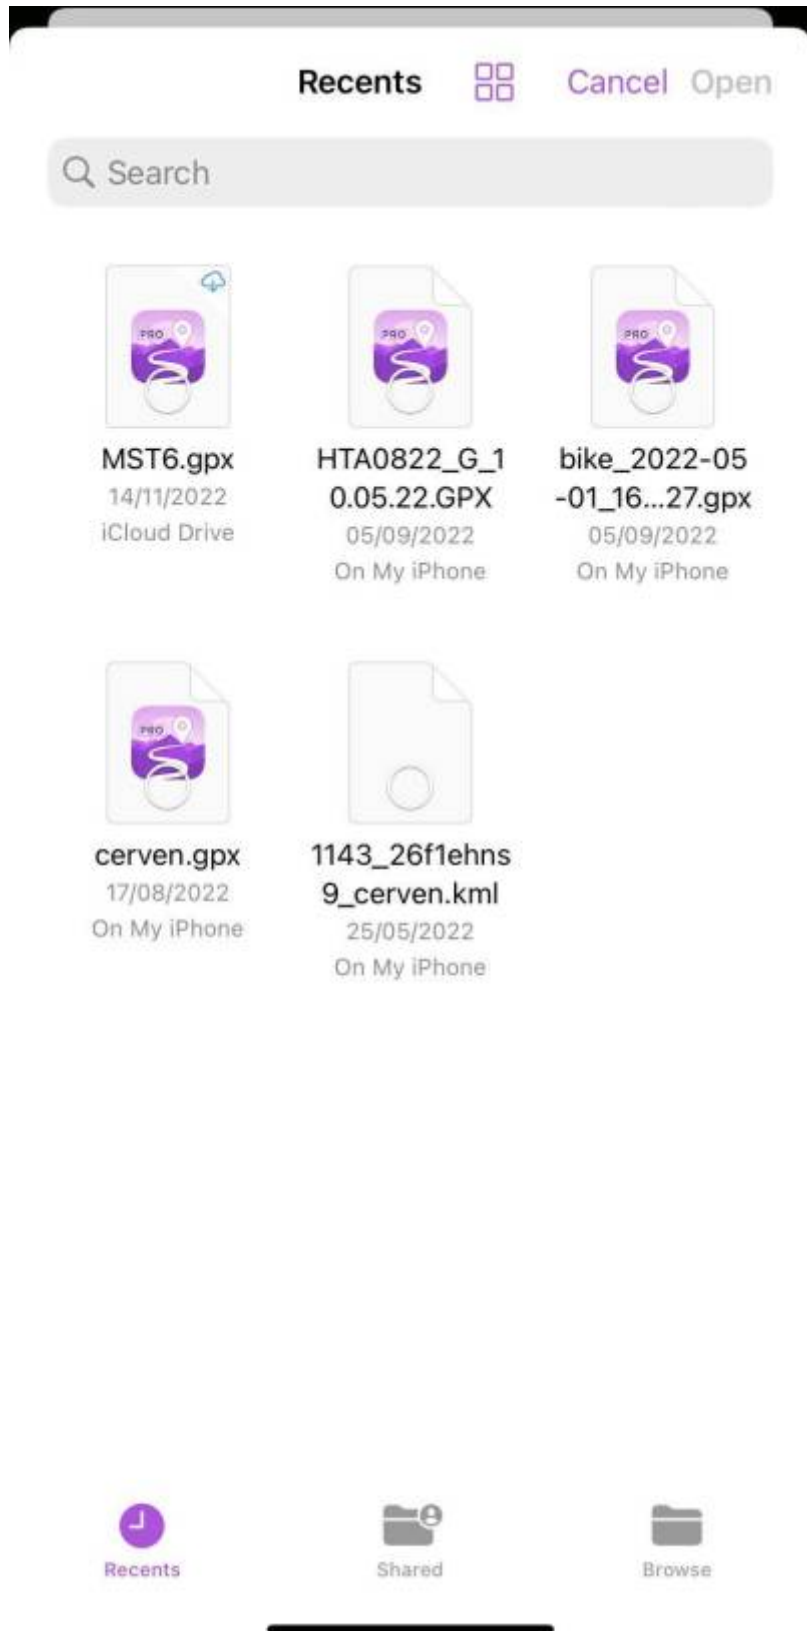 Recents
Cancel Open
Search
PRO
PRO
PRO
MST6.gpx
14/11/2022
iCloud Drive
HTA0822_G_1
0.05.22.GPX
05/09/2022
On My iPhone
bike_2022-05
-01_16...27.gpx
05/09/2022
On My iPhone
PRO
cerven.gpx
17/08/2022
On My iPhone
1143_26f1ehns
9_cerven.kml
25/05/2022
On My iPhone
Recents
Shared
Browse